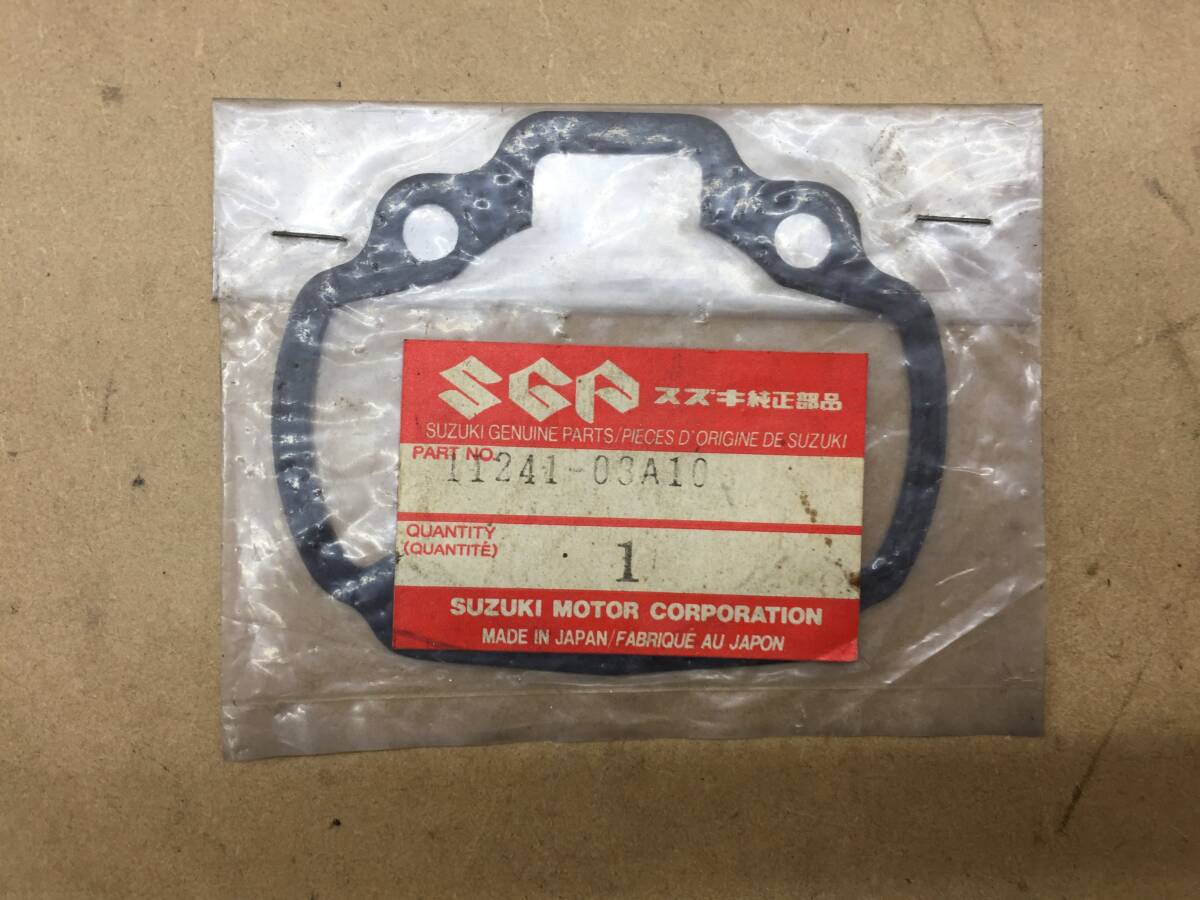 SGP スズキ純正部品
SUZUKI GENUINE PARTS/PIECES D'ORIGINE DE SUZUKI
PART NO.
11241-03A10
QUANTITY
(QUANTITÉ)
1
SUZUKI MOTOR CORPORATION
MADE IN JAPAN/FABRIQUÉ AU JAPON